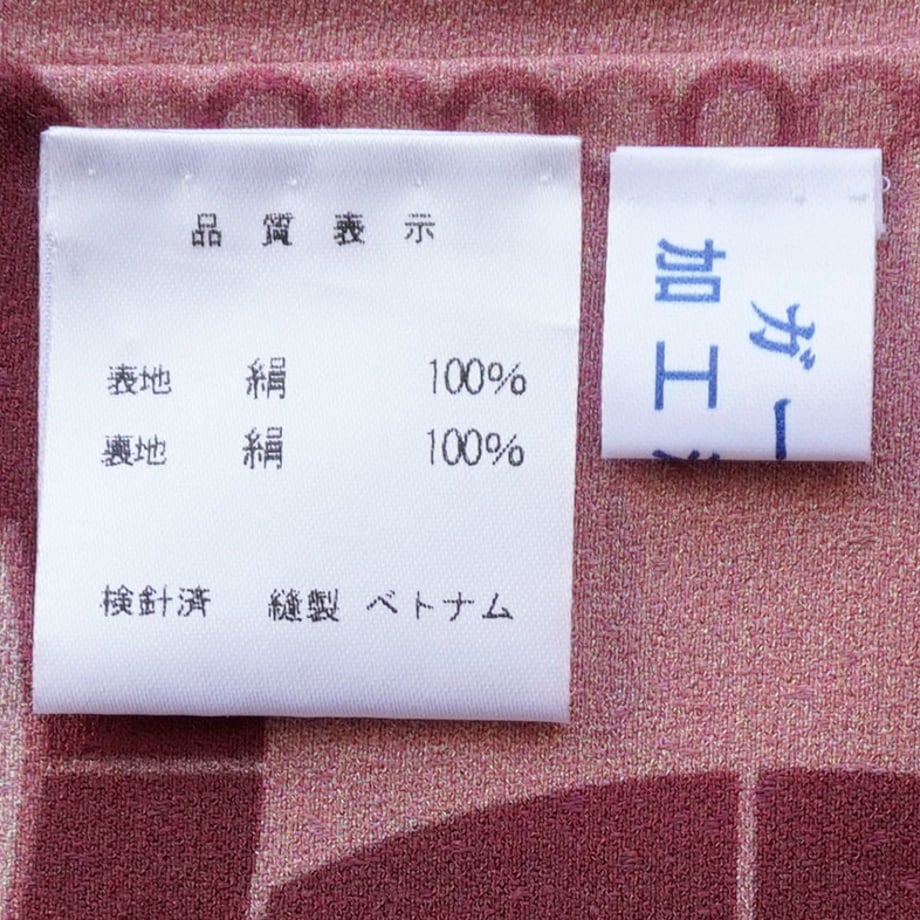 品質表示
表地 絹 100%
裏地 絹 100%
検針済 縫製 ベトナム
ガー
加工